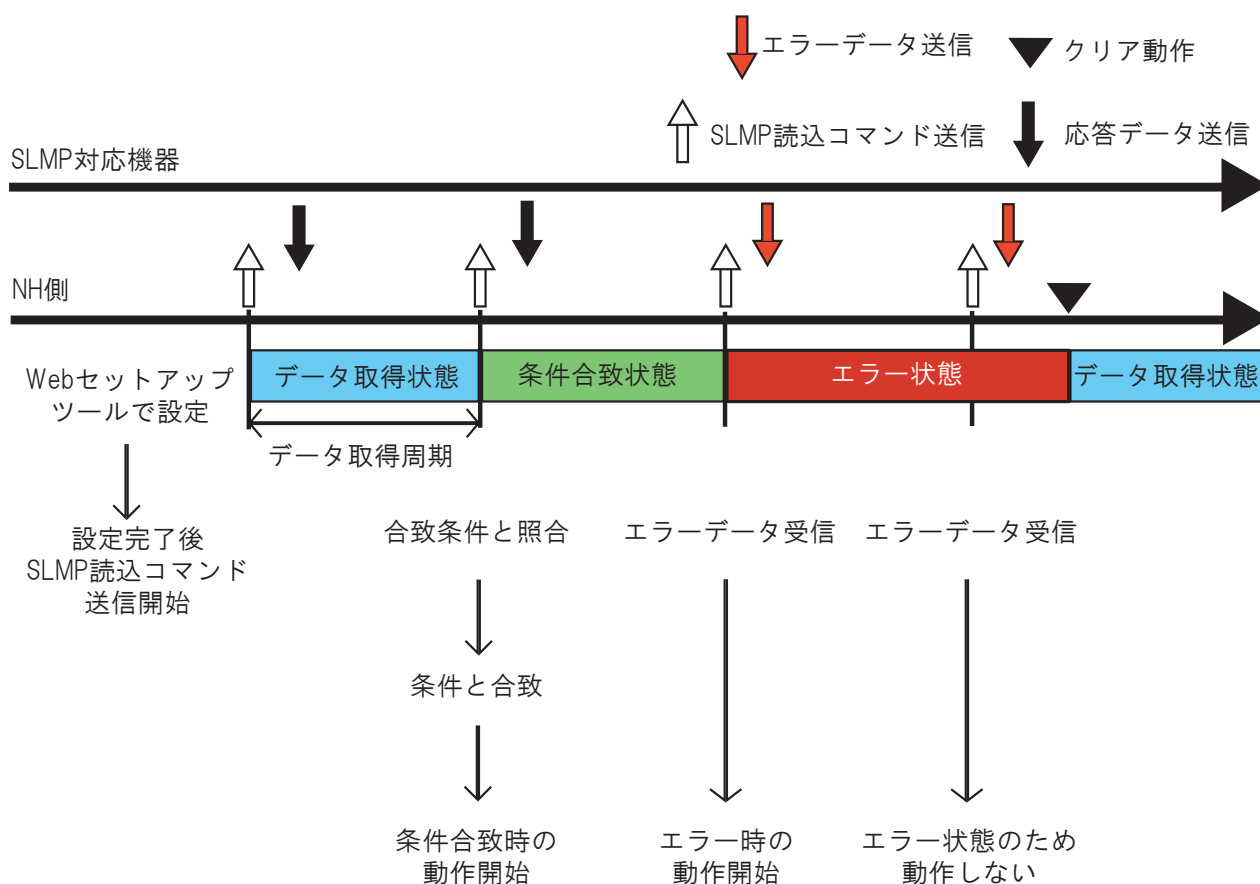 エラーデータ送信
クリア動作
SLMP読込コマンド送信
応答データ送信
SLMP対応機器
NH側
Webセットアップ
ツールで設定
データ取得状態
条件合致状態
エラー状態
データ取得状態
データ取得周期
設定完了後
SLMP読込コマンド
送信開始
合致条件と照合
エラーデータ受信
エラーデータ受信
条件と合致
条件合致時の
動作開始
エラー時の
動作開始
エラー状態のため
動作しない